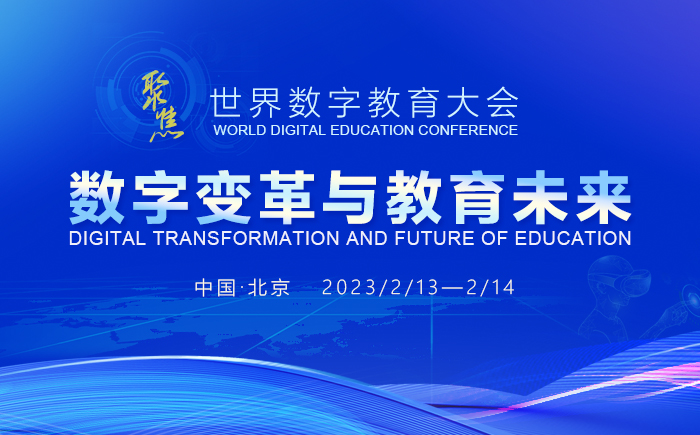 聚焦
世界数字教育大会
WORLD DIGITAL EDUCATION CONFERENCE
数字变革与教育未来
DIGITAL TRANSFORMATION AND FUTURE OF EDUCATION
中国·北京 2023/2/13—2/14